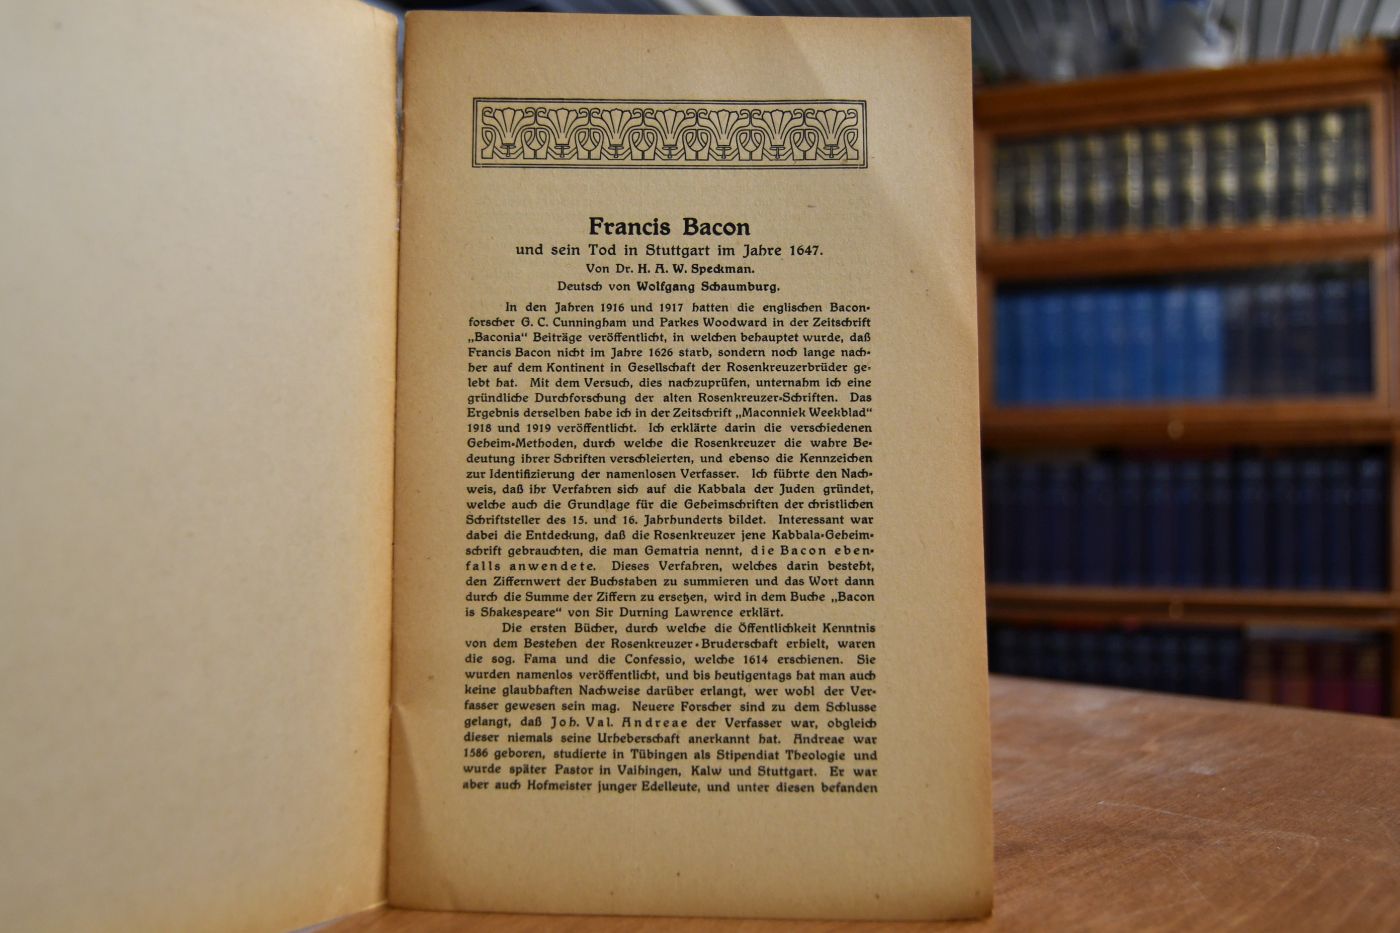 Francis Bacon
und sein Tod in Stuttgart im Jahre 1647.
Von Dr. H. A. W. Speckman.
Deutsch von Wolfgang Schaumburg.
In den Jahren 1916 und 1917 hatten die englischen Bacon-
forscher G. C. Cunningham und Parkes Woodward in der Zeitschrift
„Baconia“ Beiträge veröffentlicht, in welchen behauptet wurde, daß
Francis Bacon nicht im Jahre 1626 starb, sondern noch lange nach-
her auf dem Kontinent in Gesellschaft der Rosenkreuzerbrüder ge-
lebt hat. Mit dem Versuch, dies nachzuprüfen, unternahm ich eine
gründliche Durchforschung der alten Rosenkreuzer-Schriften. Das
Ergebnis derselben habe ich in der Zeitschrift „Maconniek Weekblad“
1918 und 1919 veröffentlicht. Ich erklärte darin die verschiedenen
Geheim-Methoden, durch welche die Rosenkreuzer die wahre Be-
deutung ihrer Schriften verschleierten, und ebenso die Kennzeichen
zur Identifizierung der namenlosen Verfasser. Ich führte den Nach-
weis, daß ihr Verfahren sich auf die Kabbala der Juden gründet,
welche auch die Grundlage für die Geheimschriften der christlichen
Schriftsteller des 15. und 16. Jahrhunderts bildet. Interessant war
dabei die Entdeckung, daß die Rosenkreuzer jene Kabbala-Geheim-
schrift gebrauchten, die man Gematria nennt, die Bacon eben-
falls anwendete. Dieses Verfahren, welches darin besteht,
den Ziffernwert der Buchstaben zu summieren und das Wort dann
durch die Summe der Ziffern zu ersetzen, wird in dem Buche „Bacon
is Shakespeare“ von Sir Durning Lawrence erklärt.
Die ersten Bücher, durch welche die Öffentlichkeit Kenntnis
von dem Bestehen der Rosenkreuzer-Bruderschaft erhielt, waren
die sog. Fama und die Confessio, welche 1614 erschienen. Sie
wurden namenlos veröffentlicht, und bis heutigentags hat man auch
keine glaubhaften Nachweise darüber erlangt, wer wohl der Ver-
fasser gewesen sein mag. Neuere Forscher sind zu dem Schlusse
gelangt, daß Joh. Val. Andreae der Verfasser war, obgleich
dieser niemals seine Urheberschaft anerkannt hat. Andreae war
1586 geboren, studierte in Tübingen als Stipendiat Theologie und
wurde später Pastor in Vaihingen, Kalw und Stuttgart. Er war
aber auch Hofmeister junger Edelleute, und unter diesen befanden